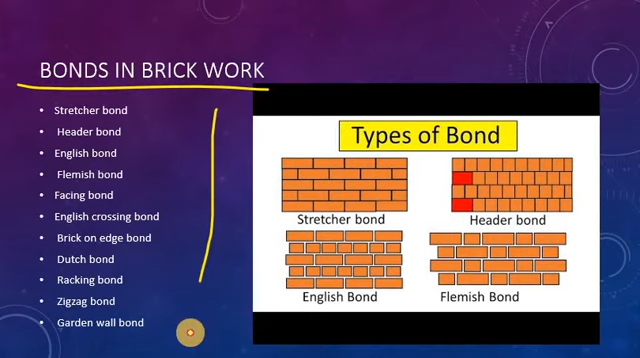 BONDS IN BRICK WORK
Stretcher bond
Header bond
English bond
Flemish bond
Facing bond
English crossing bond
Brick on edge bond
Dutch bond
Racking bond
Zigzag bond
Garden wall bond
Types of Bond
Stretcher bond
Header bond
English Bond
Flemish Bond